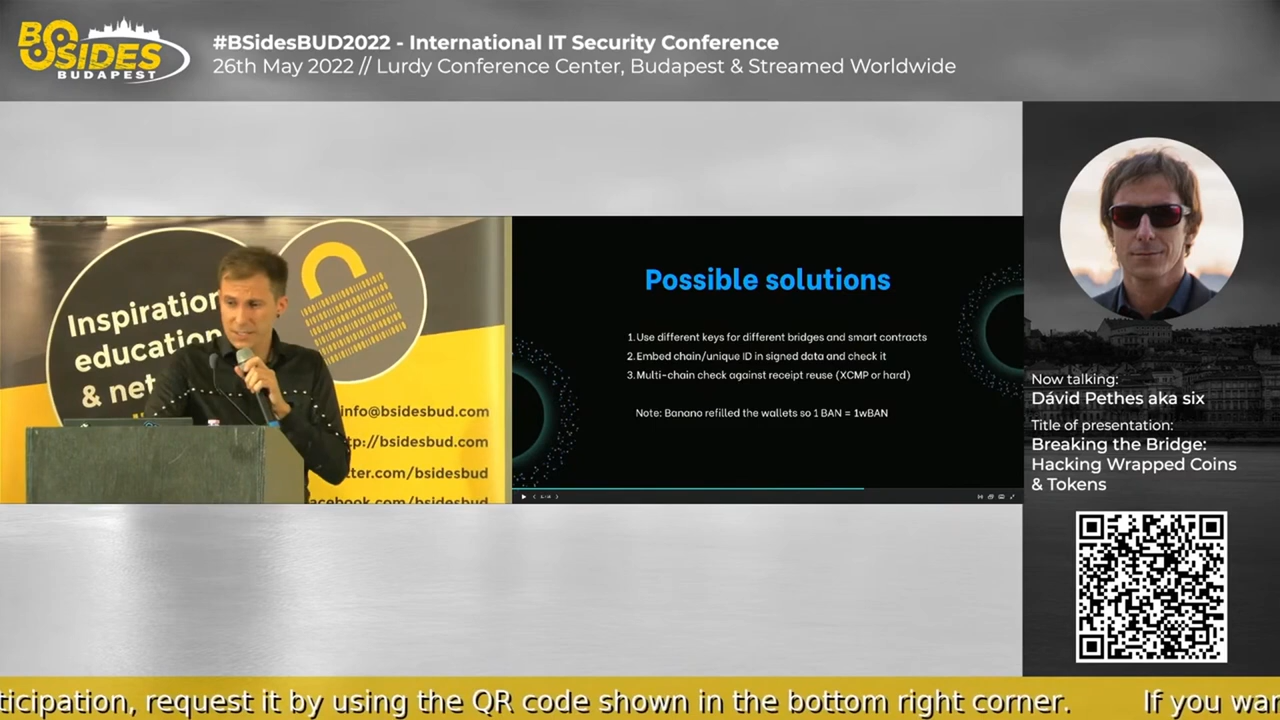 BSIDES
BUDAPEST
#BSidesBUD2022 - International IT Security Conference
26th May 2022 // Lurdy Conference Center, Budapest & Streamed Worldwide
Inspiration
education
& net
info@bsidesbud.com
tp://bsidesbud.com
tter.com/bsidesbud
acebook.com/bsidesbud
Possible solutions
1. Use different keys for different bridges and smart contracts
2. Embed chain/unique ID in signed data and check it
3. Multi-chain check against receipt reuse (XCMP or hard)
Note: Banano refilled the wallets so 1 BAN = 1wBAN
Now talking:
Dávid Pethes aka six
Title of presentation:
Breaking the Bridge:
Hacking Wrapped Coins
& Tokens
ticipation, request it by using the QR code shown in the bottom right corner. If you wan